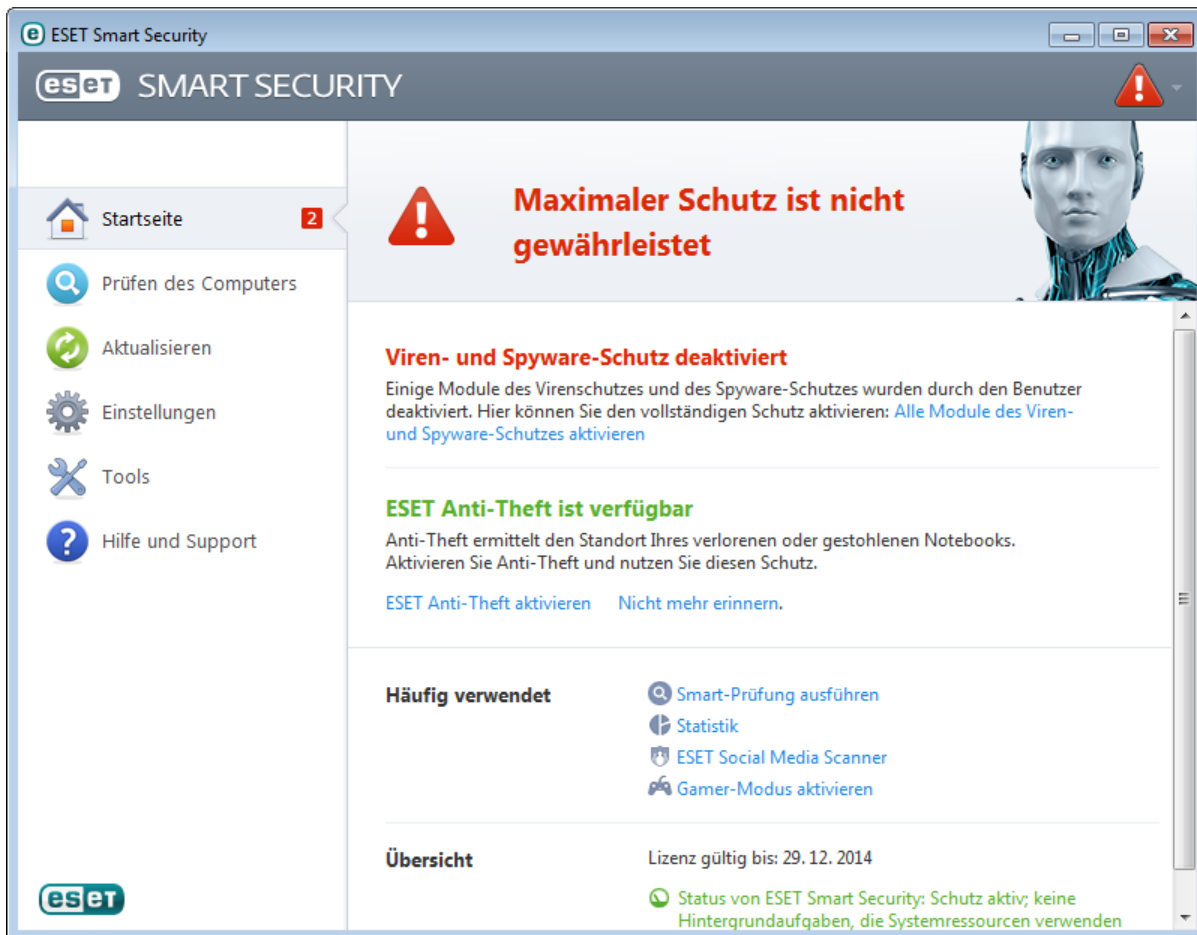 ESET Smart Security
eset SMART SECURITY
Startseite 2
Prüfen des Computers
Aktualisieren
Einstellungen
Tools
Hilfe und Support
Maximaler Schutz ist nicht
gewährleistet
Viren- und Spyware-Schutz deaktiviert
Einige Module des Virenschutzes und des Spyware-Schutzes wurden durch den Benutzer
deaktiviert. Hier können Sie den vollständigen Schutz aktivieren: Alle Module des Viren-
und Spyware-Schutzes aktivieren
ESET Anti-Theft ist verfügbar
Anti-Theft ermittelt den Standort Ihres verlorenen oder gestohlenen Notebooks.
Aktivieren Sie Anti-Theft und nutzen Sie diesen Schutz.
ESET Anti-Theft aktivieren Nicht mehr erinnern.
Häufig verwendet
Smart-Prüfung ausführen
Statistik
ESET Social Media Scanner
Gamer-Modus aktivieren
Übersicht
Lizenz gültig bis: 29. 12. 2014
Status von ESET Smart Security: Schutz aktiv; keine
Hintergrundaufgaben, die Systemressourcen verwenden
eset